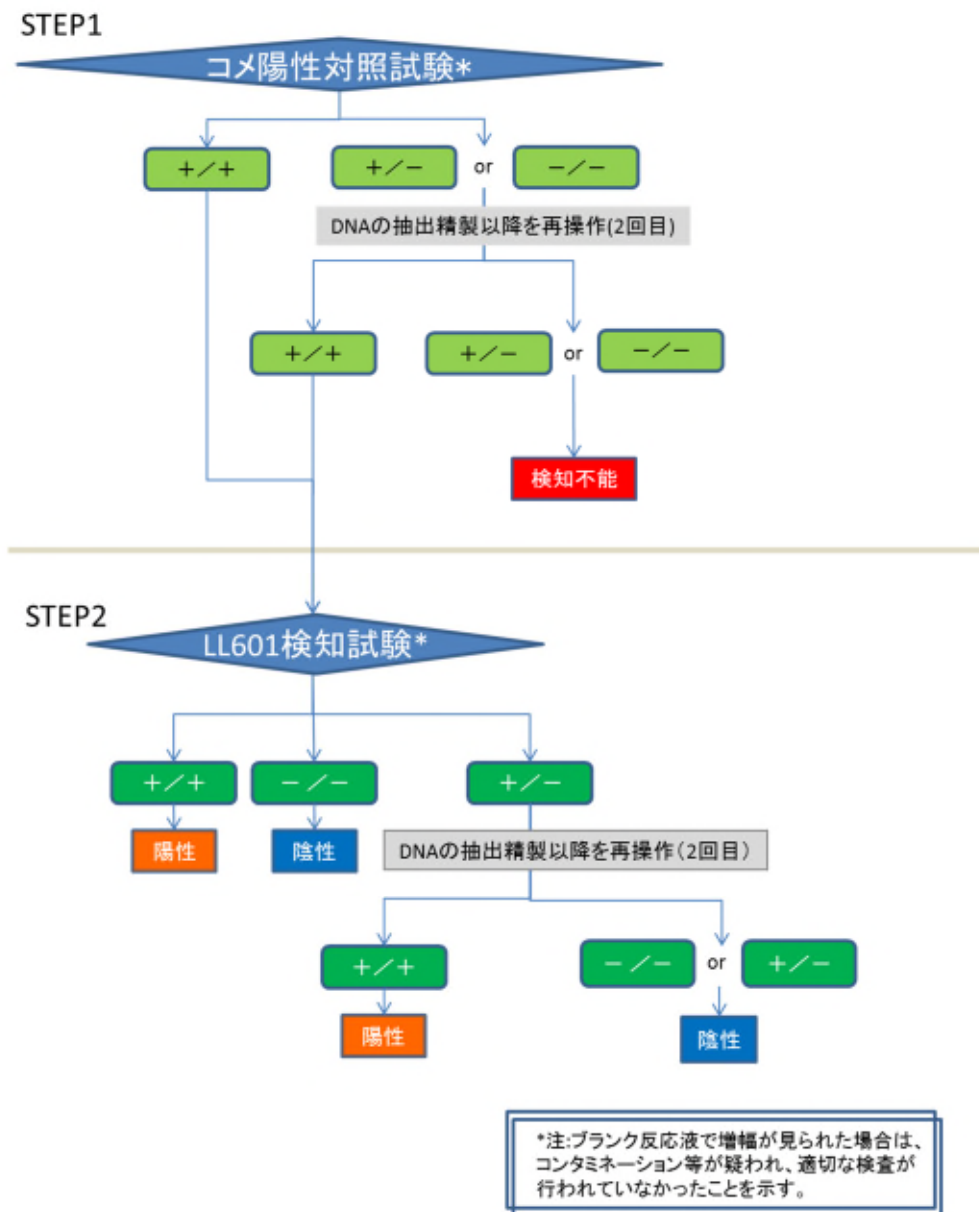 STEP1
コメ陽性対照試験*
+/+
+/−
or
−/−
DNAの抽出精製以降を再操作(2回目)
+/+
+/−
or
−/−
検知不能
STEP2
LL601検知試験*
+/+
−/−
+/−
陽性
陰性
DNAの抽出精製以降を再操作(2回目)
+/+
−/−
or
+/−
陽性
陰性
*注:ブランク反応液で増幅が見られた場合は、
コンタミネーション等が疑われ、適切な検査が
行われていなかったことを示す。